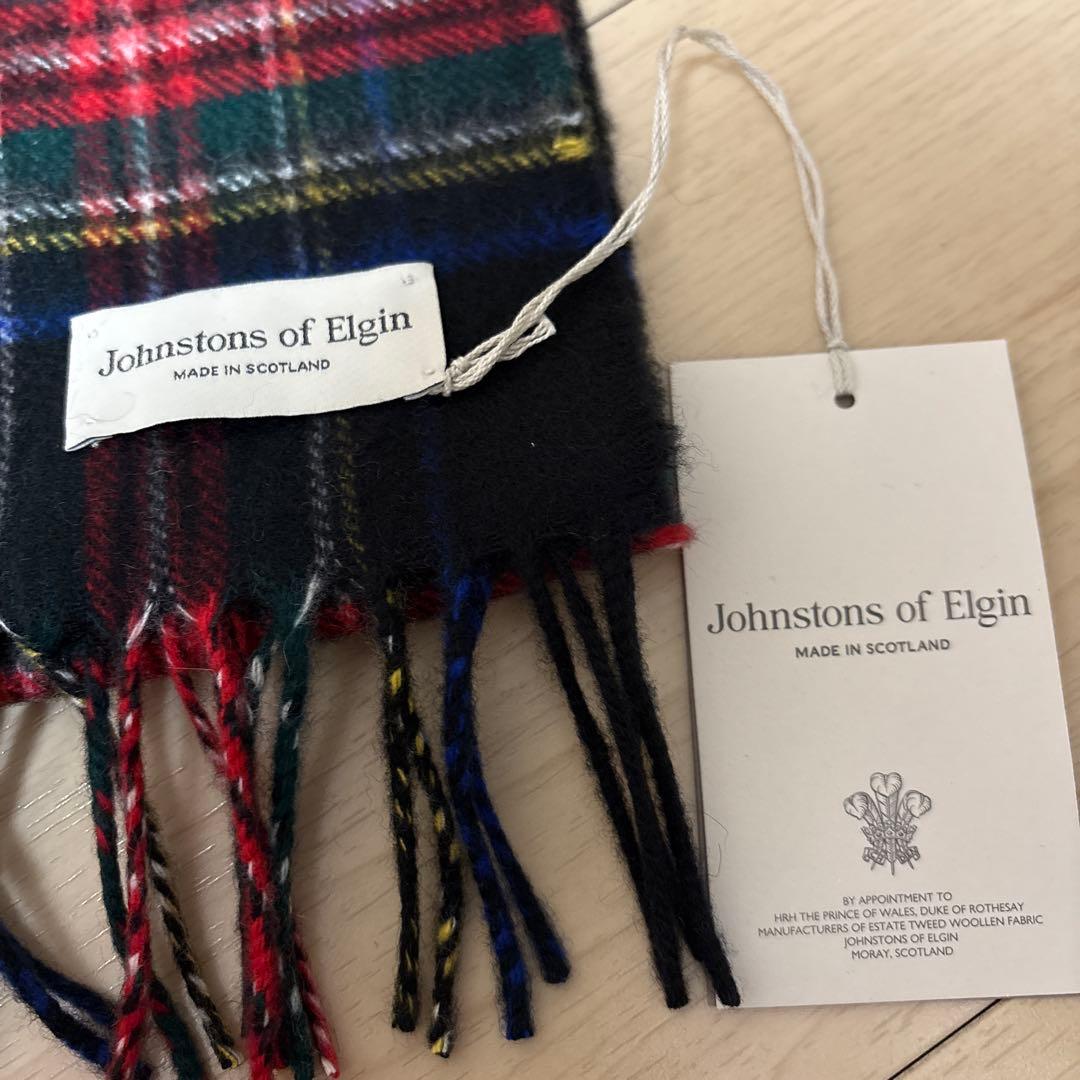 Johnstons of Elgin
MADE IN SCOTLAND
Johnstons of Elgin
MADE IN SCOTLAND
BY APPOINTMENT TO
HRH THE PRINCE OF WALES, DUKE OF ROTHESAY
MANUFACTURERS OF ESTATE TWEED WOOLLEN FABRIC
JOHNSTONS OF ELGIN
MORAY, SCOTLAND